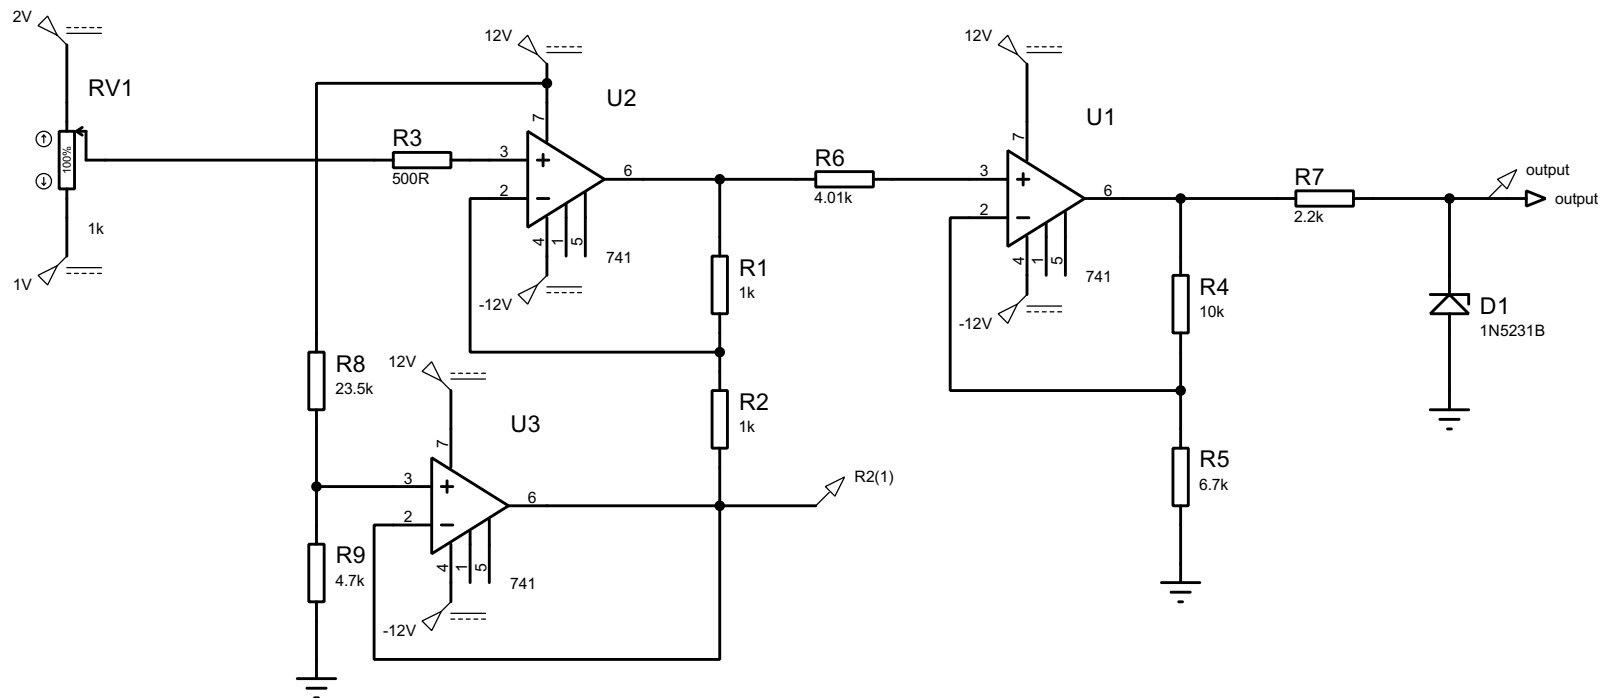 2V
RV1
100%
1k
1V
R3
500R
12V
U2
7
3
2
6
4
1
5
741
-12V
R1
1k
R2
1k
R8
23.5k
R9
4.7k
12V
U3
7
3
2
6
4
1
5
741
-12V
R2(1)
R6
4.01k
12V
U1
7
3
2
6
4
1
5
741
-12V
R4
10k
R5
6.7k
R7
2.2k
output
output
D1
1N5231B